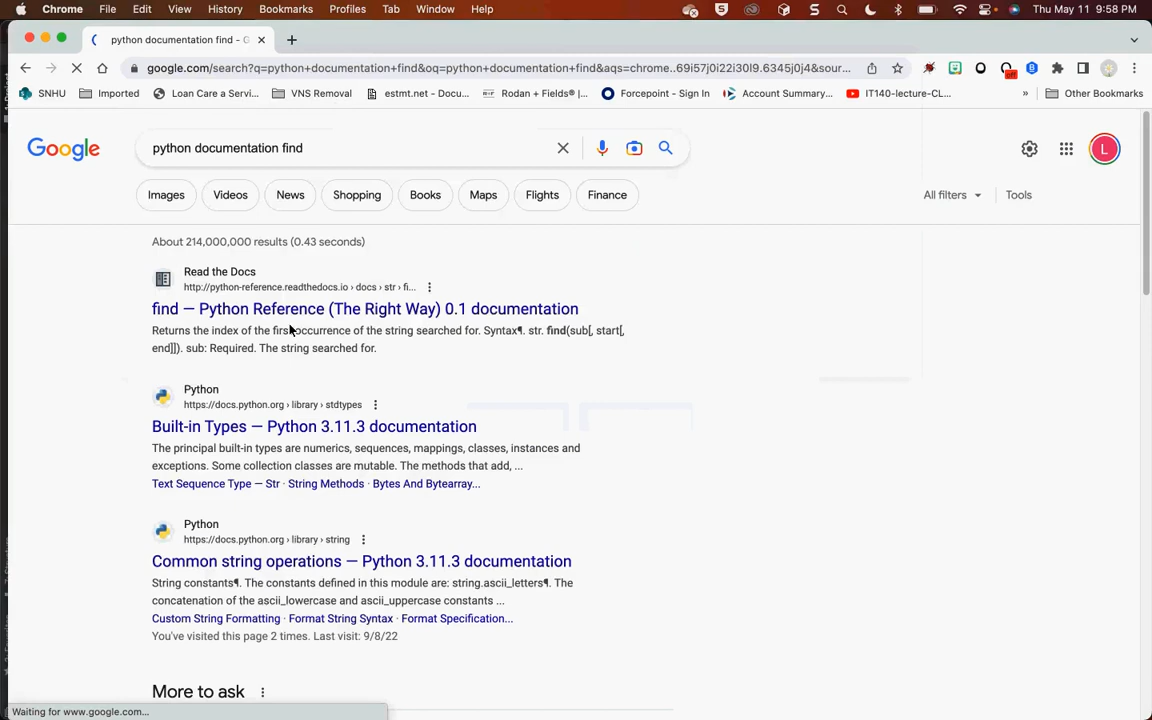 Chrome File Edit View History Bookmarks Profiles Tab Window Help Thu May 11 9:58 PM
python documentation find - G
google.com/search?q=python+documentation+find&oq=python+documentation+find&aqs=chrome..69i57j0i22i30l9.6345j0j4&sour...
SNHU Imported Loan Care a Servi... VNS Removal estmt.net - Docu... Rodan + Fields®|... Forcepoint - Sign In Account Summary... IT140-lecture-CL... » Other Bookmarks
Google python documentation find L
Images Videos News Shopping Books Maps Flights Finance All filters Tools
About 214,000,000 results (0.43 seconds)
Read the Docs
http://python-reference.readthedocs.io › docs › str › fi...
find — Python Reference (The Right Way) 0.1 documentation
Returns the index of the first occurrence of the string searched for. Syntax¶. str. find(sub[, start[,
end]]). sub: Required. The string searched for.
Python
https://docs.python.org › library › stdtypes
Built-in Types — Python 3.11.3 documentation
The principal built-in types are numerics, sequences, mappings, classes, instances and
exceptions. Some collection classes are mutable. The methods that add, ...
Text Sequence Type — Str · String Methods · Bytes And Bytearray...
Python
https://docs.python.org › library › string
Common string operations — Python 3.11.3 documentation
String constants¶. The constants defined in this module are: string.ascii_letters¶. The
concatenation of the ascii_lowercase and ascii_uppercase constants ...
Custom String Formatting · Format String Syntax · Format Specification...
You've visited this page 2 times. Last visit: 9/8/22
More to ask
Waiting for www.google.com...